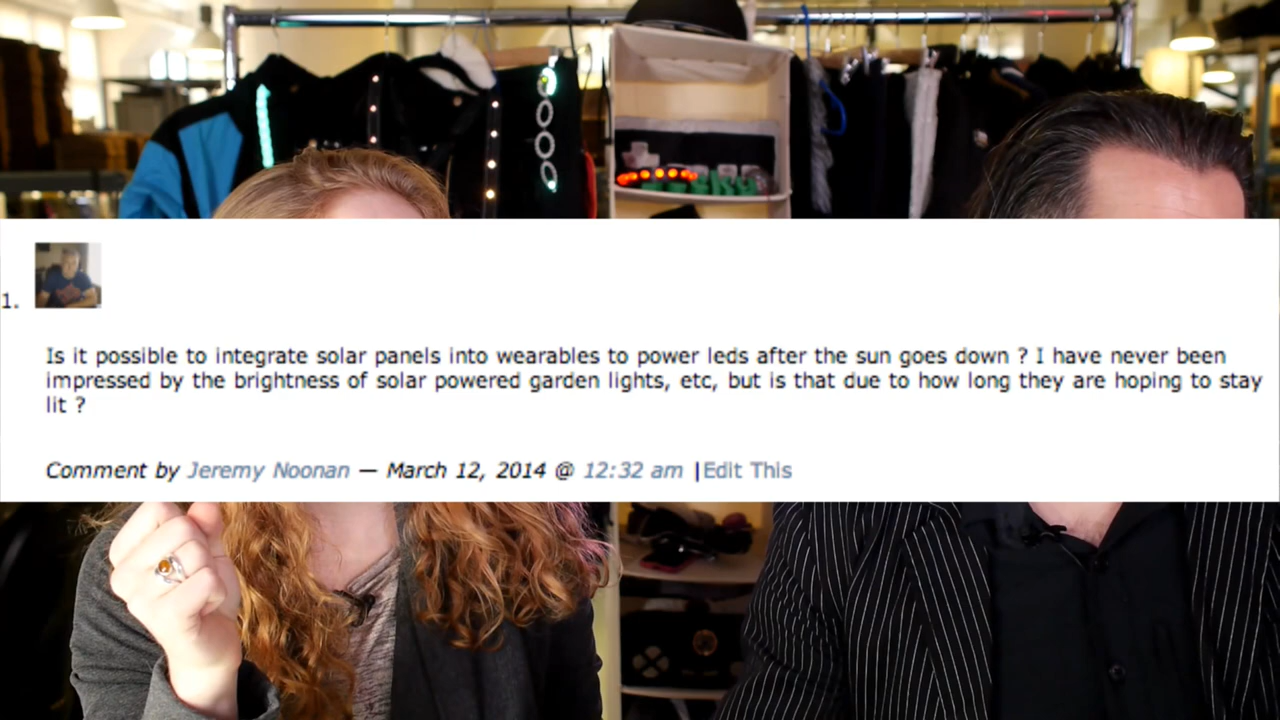 1.
Is it possible to integrate solar panels into wearables to power leds after the sun goes down ? I have never been
impressed by the brightness of solar powered garden lights, etc, but is that due to how long they are hoping to stay
lit ?
Comment by Jeremy Noonan — March 12, 2014 @ 12:32 am |Edit This